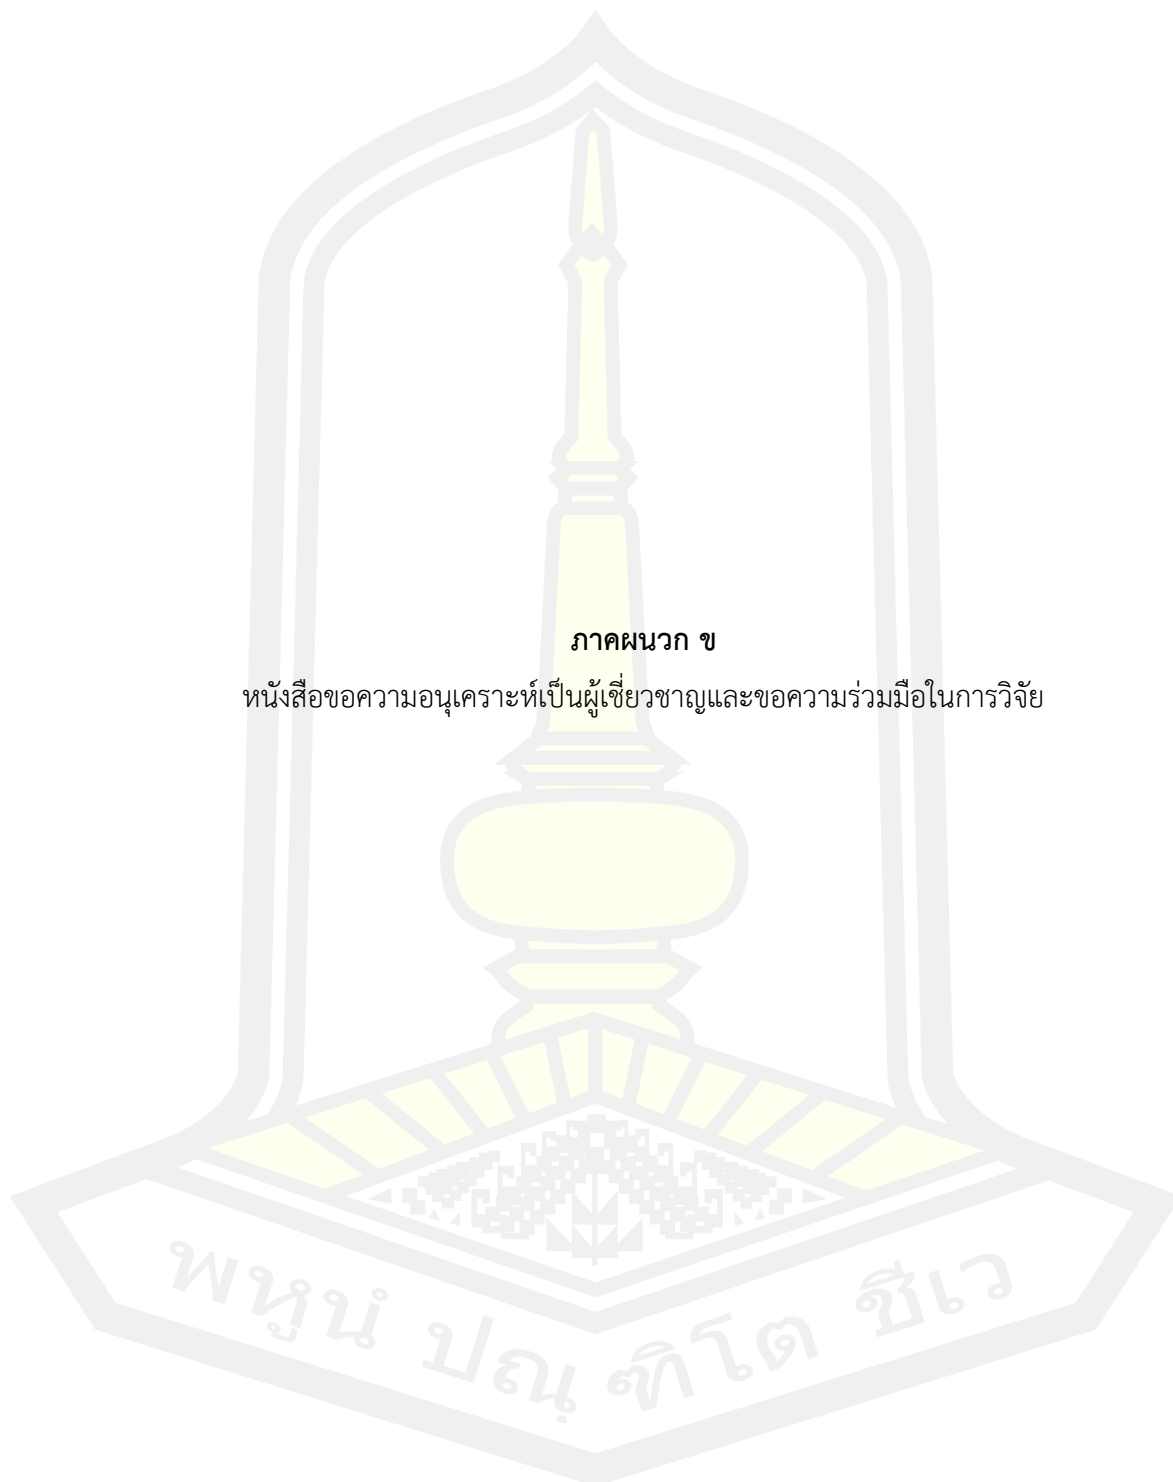 ภาคผนวก ข
หนังสือขอความอนุเคราะห์เป็นผู้เชี่ยวชาญและขอความร่วมมือในการวิจัย
พหูนํ ปณฺฑิโต ชีเว